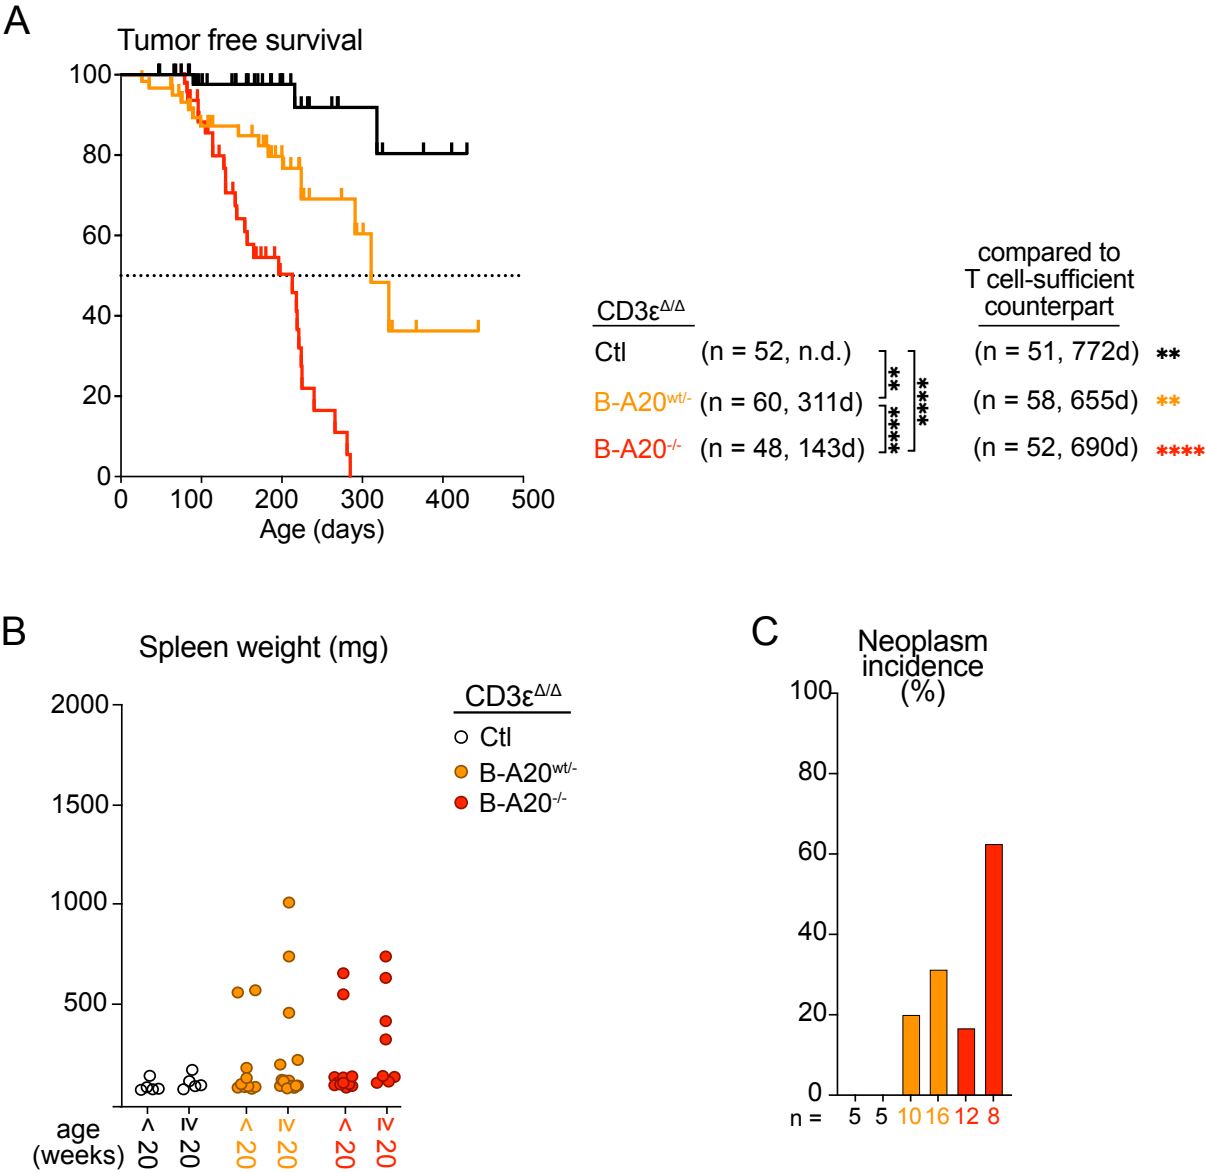 A
Tumor free survival
100
80
60
40
20
0
0 100 200 300 400 500
Age (days)
compared to
T cell-sufficient
counterpart
CD3ε^Δ/Δ
Ctl (n = 52, n.d.) (n = 51, 772d) **
B-A20^wt/- (n = 60, 311d) (n = 58, 655d) **
B-A20^-/- (n = 48, 143d) (n = 52, 690d) ****
**
****
****
B
Spleen weight (mg)
2000
1500
1000
500
CD3ε^Δ/Δ
Ctl
B-A20^wt/-
B-A20^-/-
age
(weeks)
< 20
≥ 20
< 20
≥ 20
< 20
≥ 20
C
Neoplasm
incidence
(%)
100
80
60
40
20
0
n = 5 5 10 16 12 8